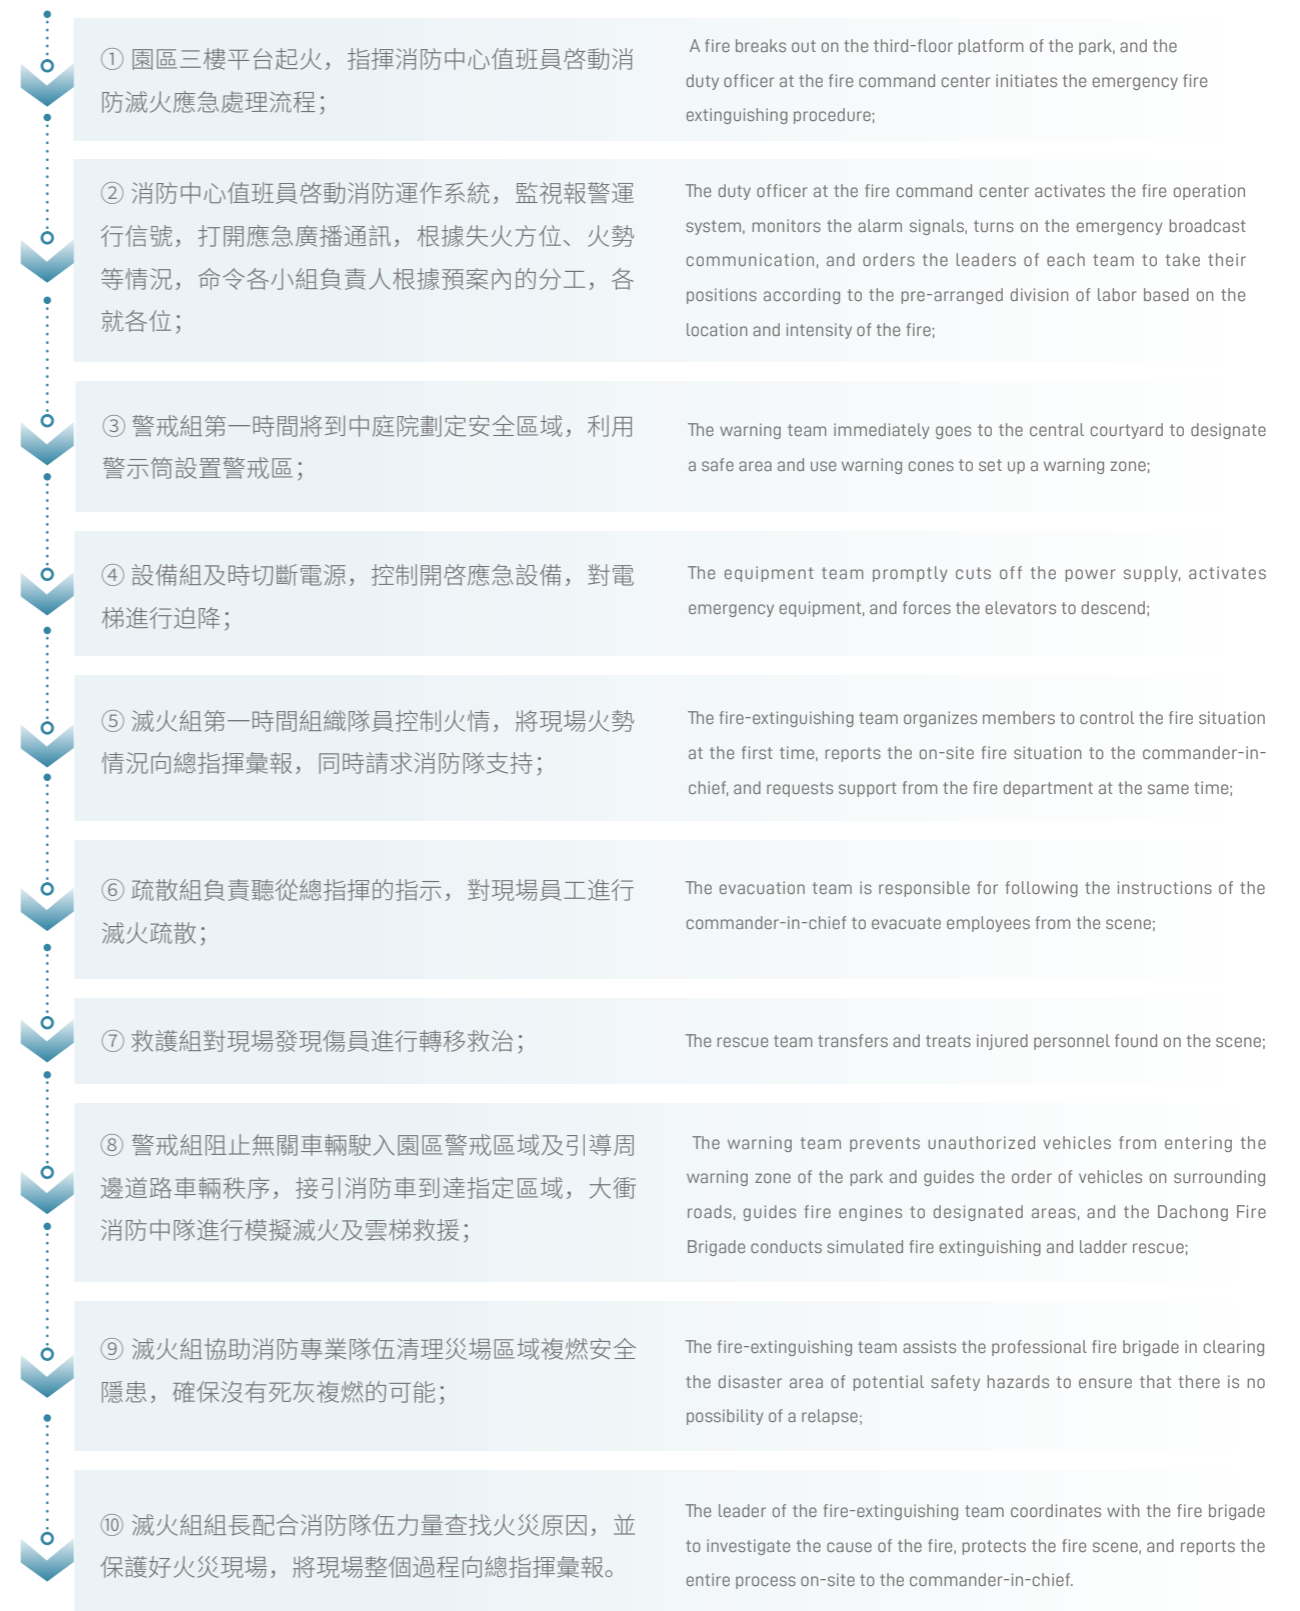 ① 園區三樓平台起火，指揮消防中心值班員啓動消
防滅火應急處理流程；
A fire breaks out on the third-floor platform of the park, and the
duty officer at the fire command center initiates the emergency fire
extinguishing procedure;
② 消防中心值班員啓動消防運作系統，監視報警運
行信號，打開應急廣播通訊，根據失火方位、火勢
等情況，命令各小組負責人根據預案內的分工，各
就各位；
The duty officer at the fire command center activates the fire operation
system, monitors the alarm signals, turns on the emergency broadcast
communication, and orders the leaders of each team to take their
positions according to the pre-arranged division of labor based on the
location and intensity of the fire;
③ 警戒組第一時間將到中庭院劃定安全區域，利用
警示筒設置警戒區；
The warning team immediately goes to the central courtyard to designate
a safe area and use warning cones to set up a warning zone;
④ 設備組及時切斷電源，控制開啓應急設備，對電
梯進行迫降；
The equipment team promptly cuts off the power supply, activates
emergency equipment, and forces the elevators to descend;
⑤ 滅火組第一時間組織隊員控制火情，將現場火勢
情況向總指揮彙報，同時請求消防隊支持；
The fire-extinguishing team organizes members to control the fire situation
at the first time, reports the on-site fire situation to the commander-in-
chief, and requests support from the fire department at the same time;
⑥ 疏散組負責聽從總指揮的指示，對現場員工進行
滅火疏散；
The evacuation team is responsible for following the instructions of the
commander-in-chief to evacuate employees from the scene;
⑦ 救護組對現場發現傷員進行轉移救治；
The rescue team transfers and treats injured personnel found on the scene;
⑧ 警戒組阻止無關車輛駛入園區警戒區域及引導周
邊道路車輛秩序，接引消防車到達指定區域，大衝
消防中隊進行模擬滅火及雲梯救援；
The warning team prevents unauthorized vehicles from entering the
warning zone of the park and guides the order of vehicles on surrounding
roads, guides fire engines to designated areas, and the Dachong Fire
Brigade conducts simulated fire extinguishing and ladder rescue;
⑨ 滅火組協助消防專業隊伍清理災場區域複燃安全
隱患，確保沒有死灰複燃的可能；
The fire-extinguishing team assists the professional fire brigade in clearing
the disaster area of potential safety hazards to ensure that there is no
possibility of a relapse;
⑩ 滅火組組長配合消防隊伍力量查找火災原因，並
保護好火災現場，將現場整個過程向總指揮彙報。
The leader of the fire-extinguishing team coordinates with the fire brigade
to investigate the cause of the fire, protects the fire scene, and reports the
entire process on-site to the commander-in-chief.